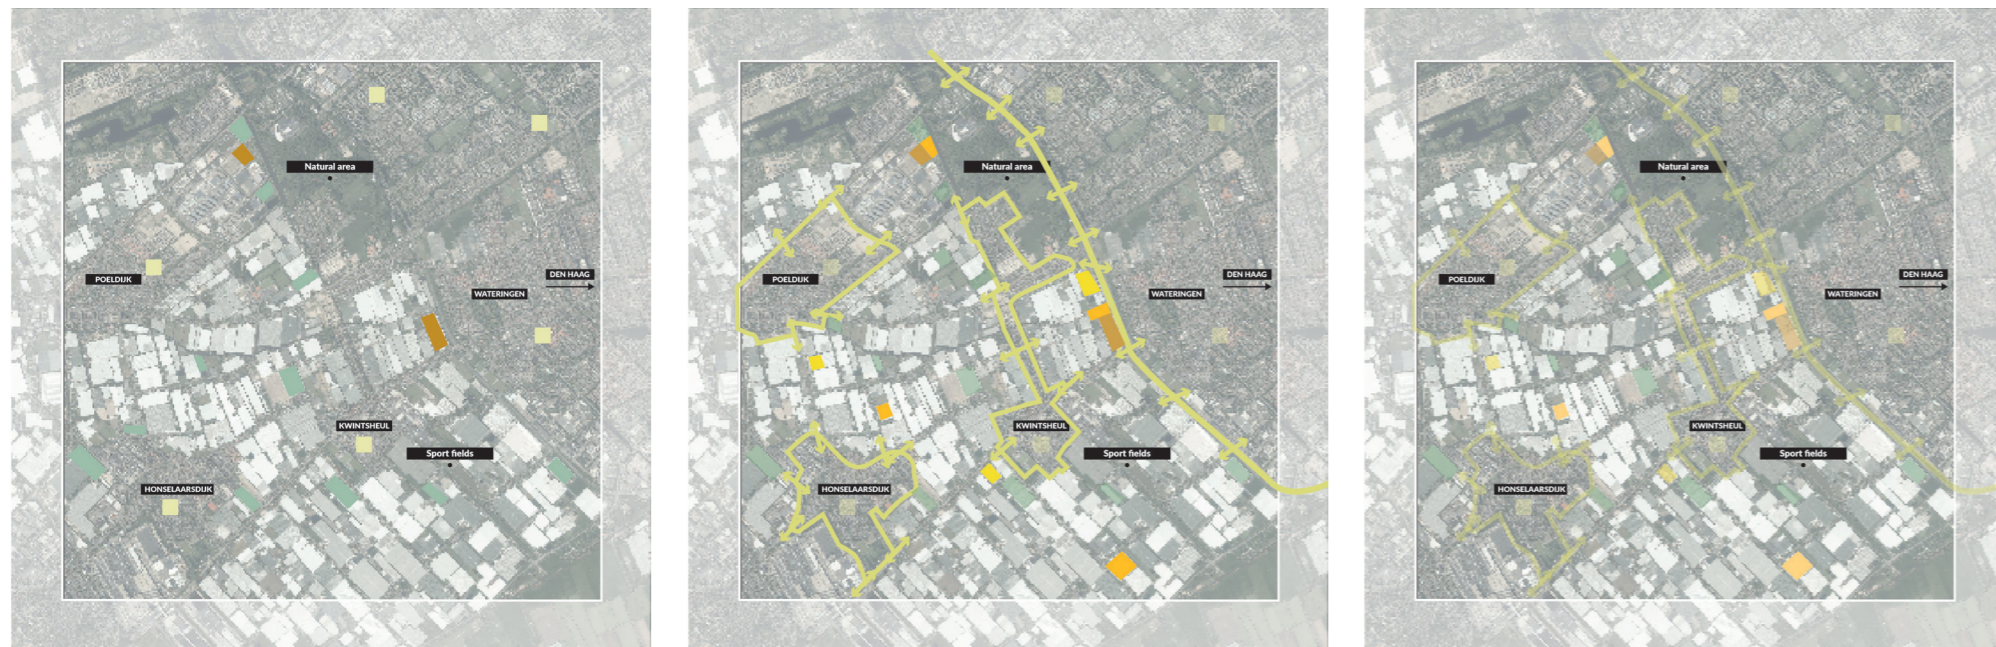 Natural area
POELDIJK
DEN HAAG
WATERINGEN
KWINTSHEUL
Sport fields
HONSELAARSDIJK
Natural area
POELDIJK
DEN HAAG
WATERINGEN
KWINTSHEUL
Sport fields
HONSELAARSDIJK
Natural area
POELDIJK
DEN HAAG
WATERINGEN
KWINTSHEUL
Sport fields
HONSELAARSDIJK